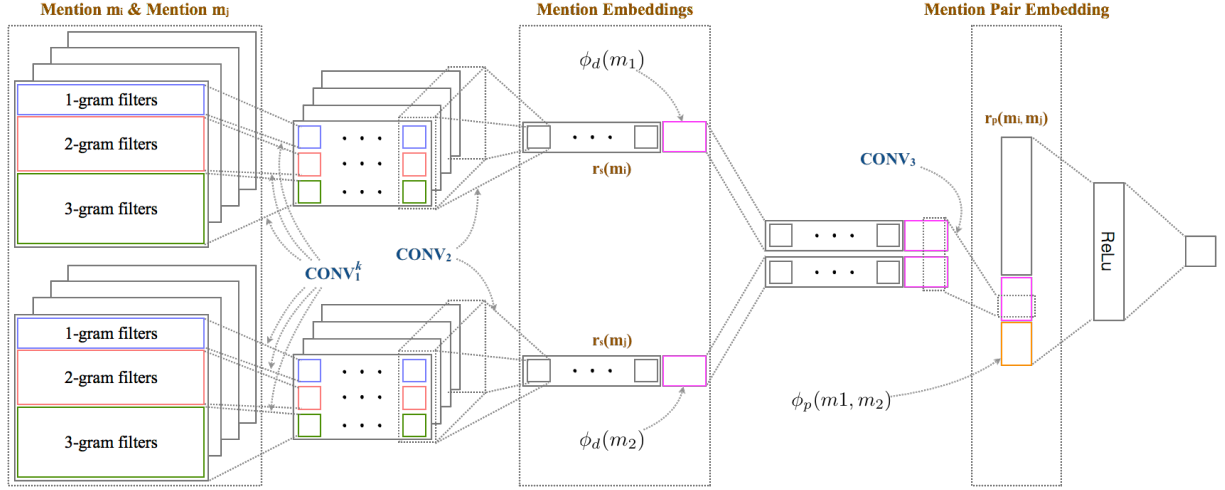 Mention mᵢ & Mention mⱼ
Mention Embeddings
Mention Pair Embedding
1-gram filters
2-gram filters
3-gram filters
• • •
• • •
• • •
ϕ_d(m₁)
• • •
rₛ(mᵢ)
CONV₁ᵏ
CONV₂
• • •
• • •
CONV₃
rₚ(mᵢ, mⱼ)
ReLu
1-gram filters
2-gram filters
3-gram filters
• • •
• • •
• • •
rₛ(mⱼ)
• • •
ϕ_d(m₂)
ϕₚ(m1, m₂)